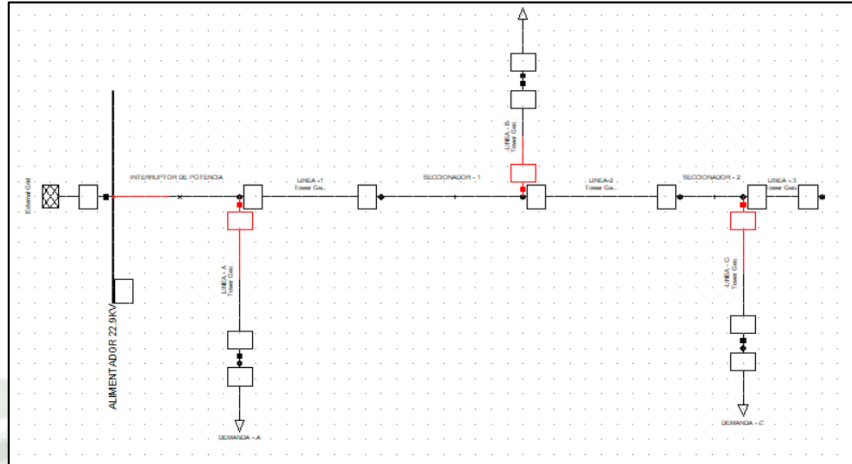 INTERRUPTOR DE POTENCIA
LINEA -1
Tower Geo..
SECCIONADOR - 1
LINEA-2
Tower Geo..
SECCIONADOR - 2
LINEA -3
Tower Geo..
External Grid
LINEA - B
Tower Geo..
LINEA - A
Tower Geo..
LINEA - C
Tower Geo..
ALIMENTADOR 22.9KV
DEMANDA - A
DEMANDA - C